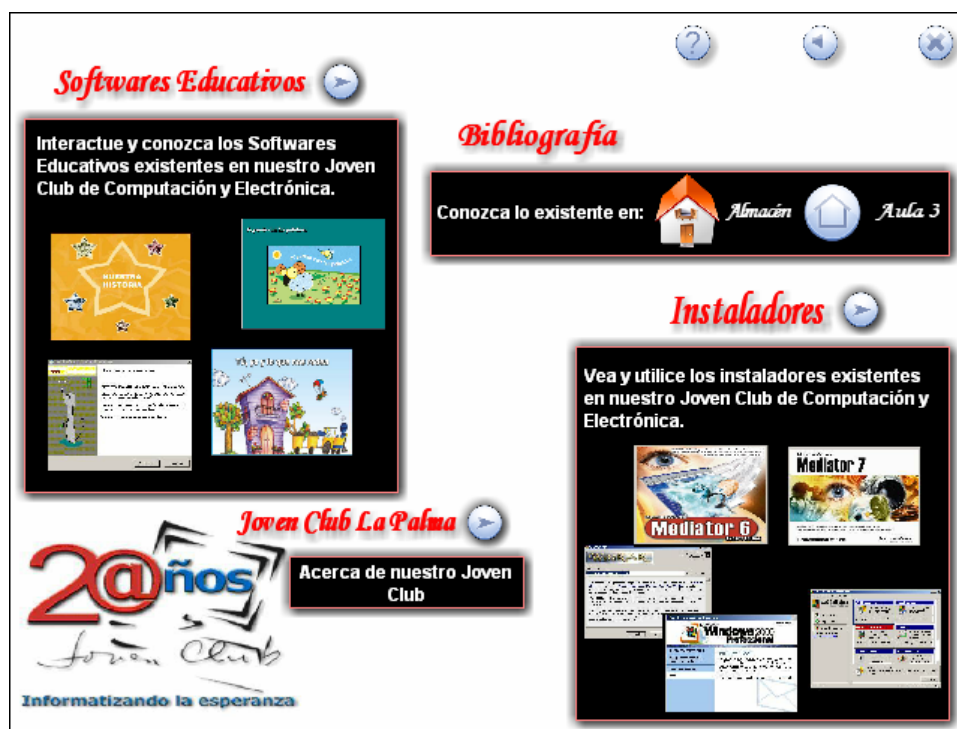 ?
Softwares Educativos
Interactue y conozca los Softwares
Educativos existentes en nuestro Joven
Club de Computación y Electrónica.
NUESTRA
HISTORIA
Bibliografía
Conozca lo existente en:
Almacén
Aula 3
Instaladores
Vea y utilice los instaladores existentes
en nuestro Joven Club de Computación y
Electrónica.
Mediator 6
Mediator 7
Windows 2000
Professional
Joven Club La Palma
Acerca de nuestro Joven
Club
2@ños
Joven Club
Informatizando la esperanza